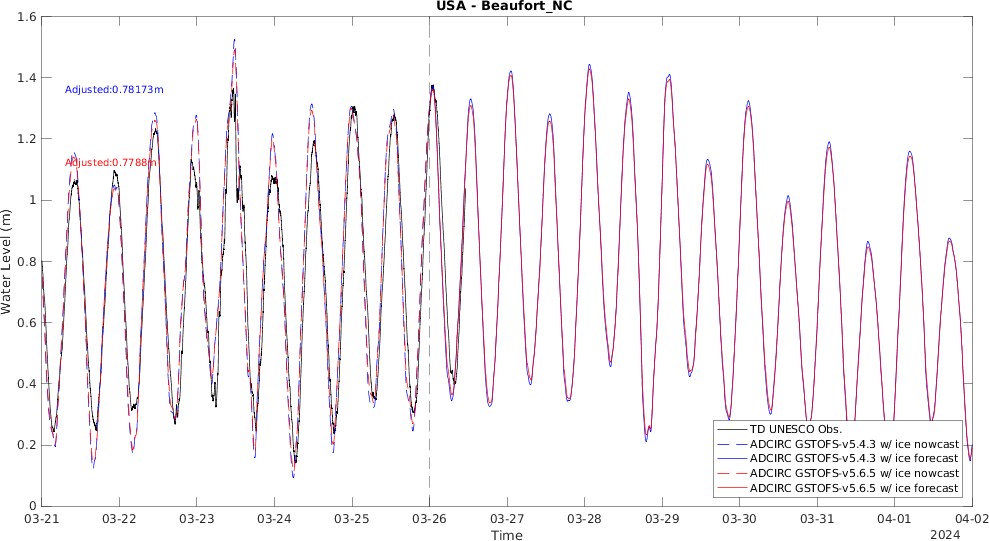 USA - Beaufort_NC
1.6
1.4
1.2
1
0.8
0.6
0.4
0.2
0
Water Level (m)
Adjusted:0.78173m
Adjusted:0.7788m
TD UNESCO Obs.
ADCIRC GSTOFS-v5.4.3 w/ ice nowcast
ADCIRC GSTOFS-v5.4.3 w/ ice forecast
ADCIRC GSTOFS-v5.6.5 w/ ice nowcast
ADCIRC GSTOFS-v5.6.5 w/ ice forecast
03-21 03-22 03-23 03-24 03-25 03-26 03-27 03-28 03-29 03-30 03-31 04-01 04-02
Time
2024